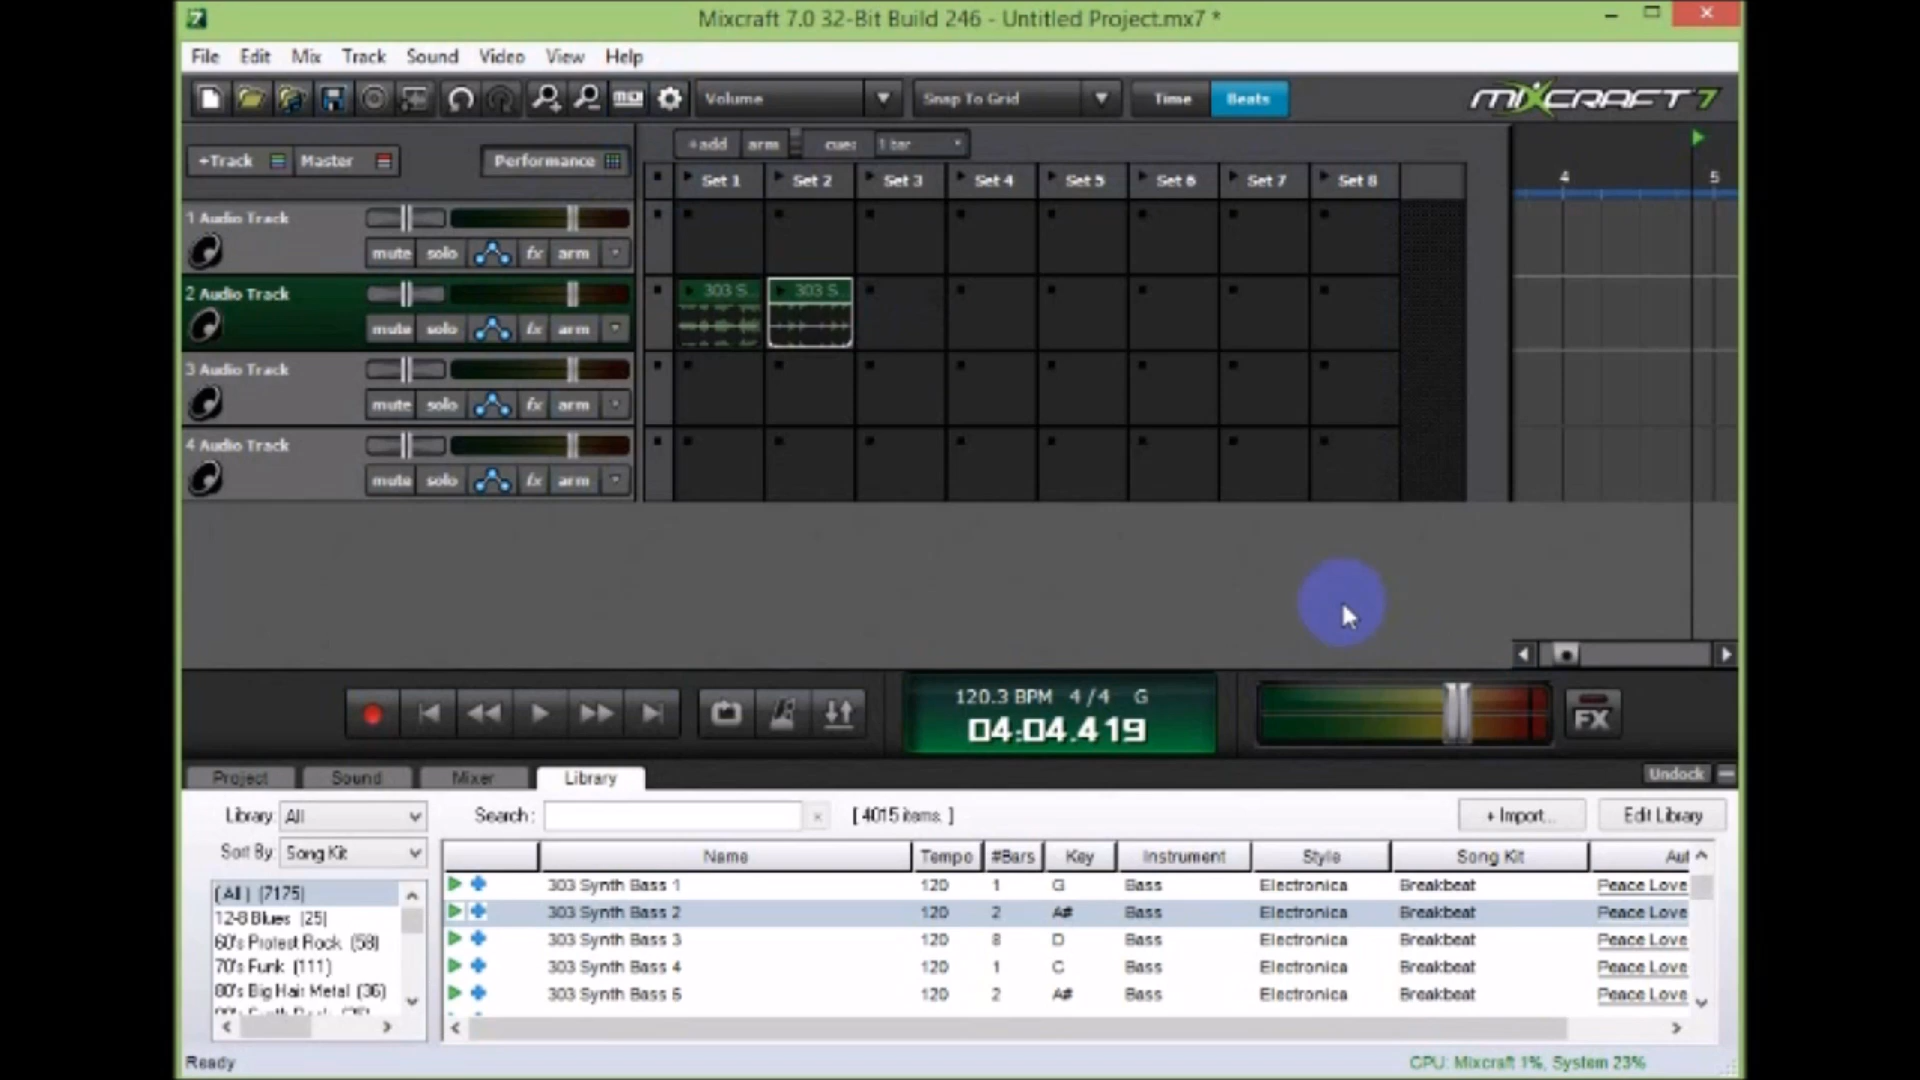 Mixcraft 7.0 32-Bit Build 246 - Untitled Project.mx7 *
File Edit Mix Track Sound Video View Help
Volume Snap To Grid Time Beats MIXCRAFT 7
+add arm cue: 1 bar
+Track Master Performance
Set 1 Set 2 Set 3 Set 4 Set 5 Set 6 Set 7 Set 8 4 5
1 Audio Track
mute solo fx arm
2 Audio Track 303 S... 303 S...
mute solo fx arm
3 Audio Track
mute solo fx arm
4 Audio Track
mute solo fx arm
120.3 BPM 4/4 G
04:04.419
FX
Project Sound Mixer Library Undock
Library: All Search: [ 4015 items. ] + Import... Edit Library
Sort By: Song Kit
Name Tempo #Bars Key Instrument Style Song Kit Aut
( All ) (7175)
12-8 Blues (25)
60's Protest Rock (58)
70's Funk (111)
80's Big Hair Metal (36)
303 Synth Bass 1 120 1 G Bass Electronica Breakbeat Peace Love
303 Synth Bass 2 120 2 A# Bass Electronica Breakbeat Peace Love
303 Synth Bass 3 120 8 D Bass Electronica Breakbeat Peace Love
303 Synth Bass 4 120 1 C Bass Electronica Breakbeat Peace Love
303 Synth Bass 5 120 2 A# Bass Electronica Breakbeat Peace Love
Ready CPU: Mixcraft 1%, System 23%